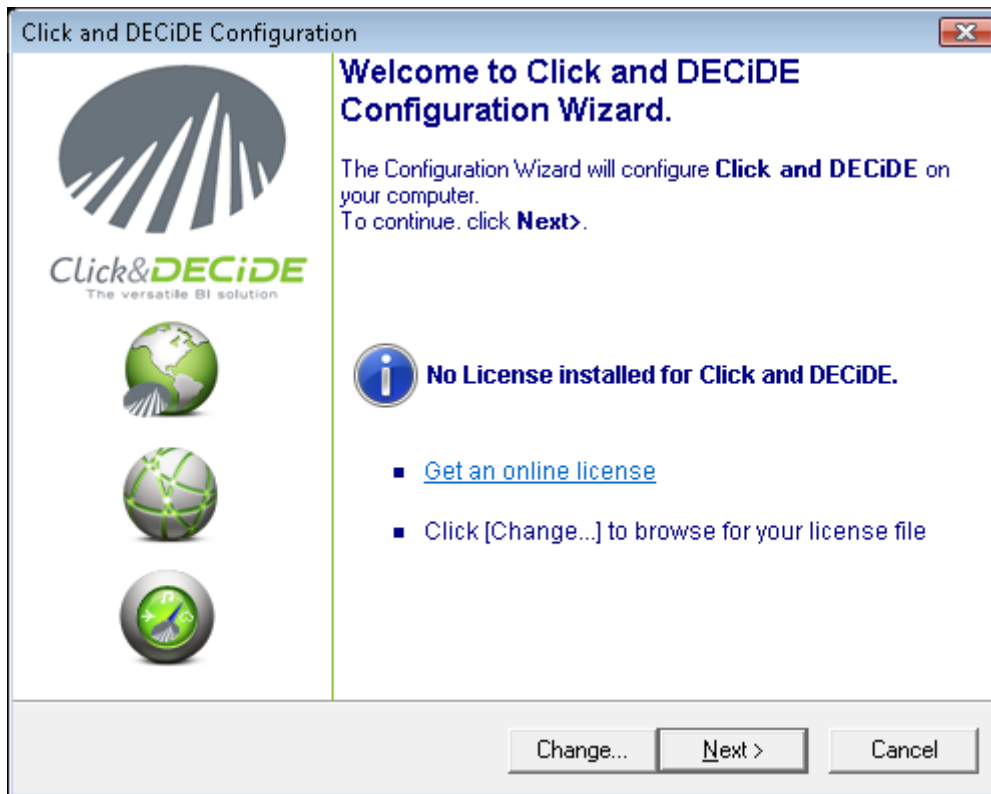 Click and DECiDE Configuration
Welcome to Click and DECiDE
Configuration Wizard.
The Configuration Wizard will configure Click and DECiDE on
your computer.
To continue. click Next>.
Click&DECiDE
The versatile BI solution
No License installed for Click and DECiDE.
Get an online license
Click [Change...] to browse for your license file
Change...
Next >
Cancel